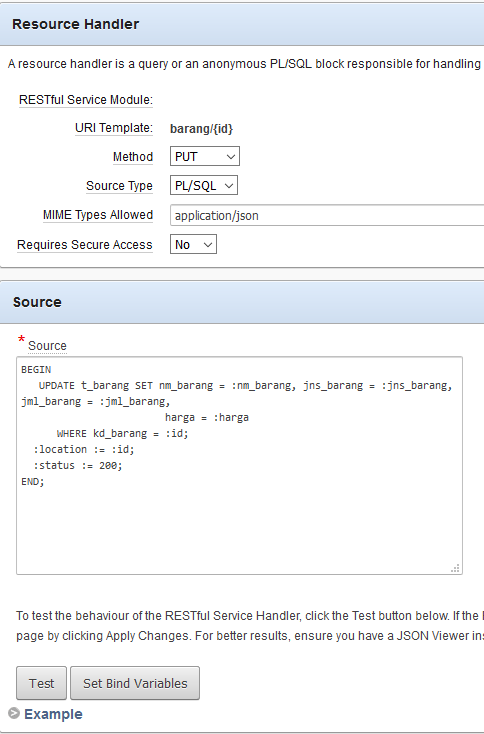 Resource Handler
A resource handler is a query or an anonymous PL/SQL block responsible for handling
RESTful Service Module:
URI Template: barang/{id}
Method PUT
Source Type PL/SQL
MIME Types Allowed application/json
Requires Secure Access No
Source
* Source
BEGIN
UPDATE t_barang SET nm_barang = :nm_barang, jns_barang = :jns_barang,
jml_barang = :jml_barang,
harga = :harga
WHERE kd_barang = :id;
:location := :id;
:status := 200;
END;
To test the behaviour of the RESTful Service Handler, click the Test button below. If the
page by clicking Apply Changes. For better results, ensure you have a JSON Viewer
Test Set Bind Variables
Example